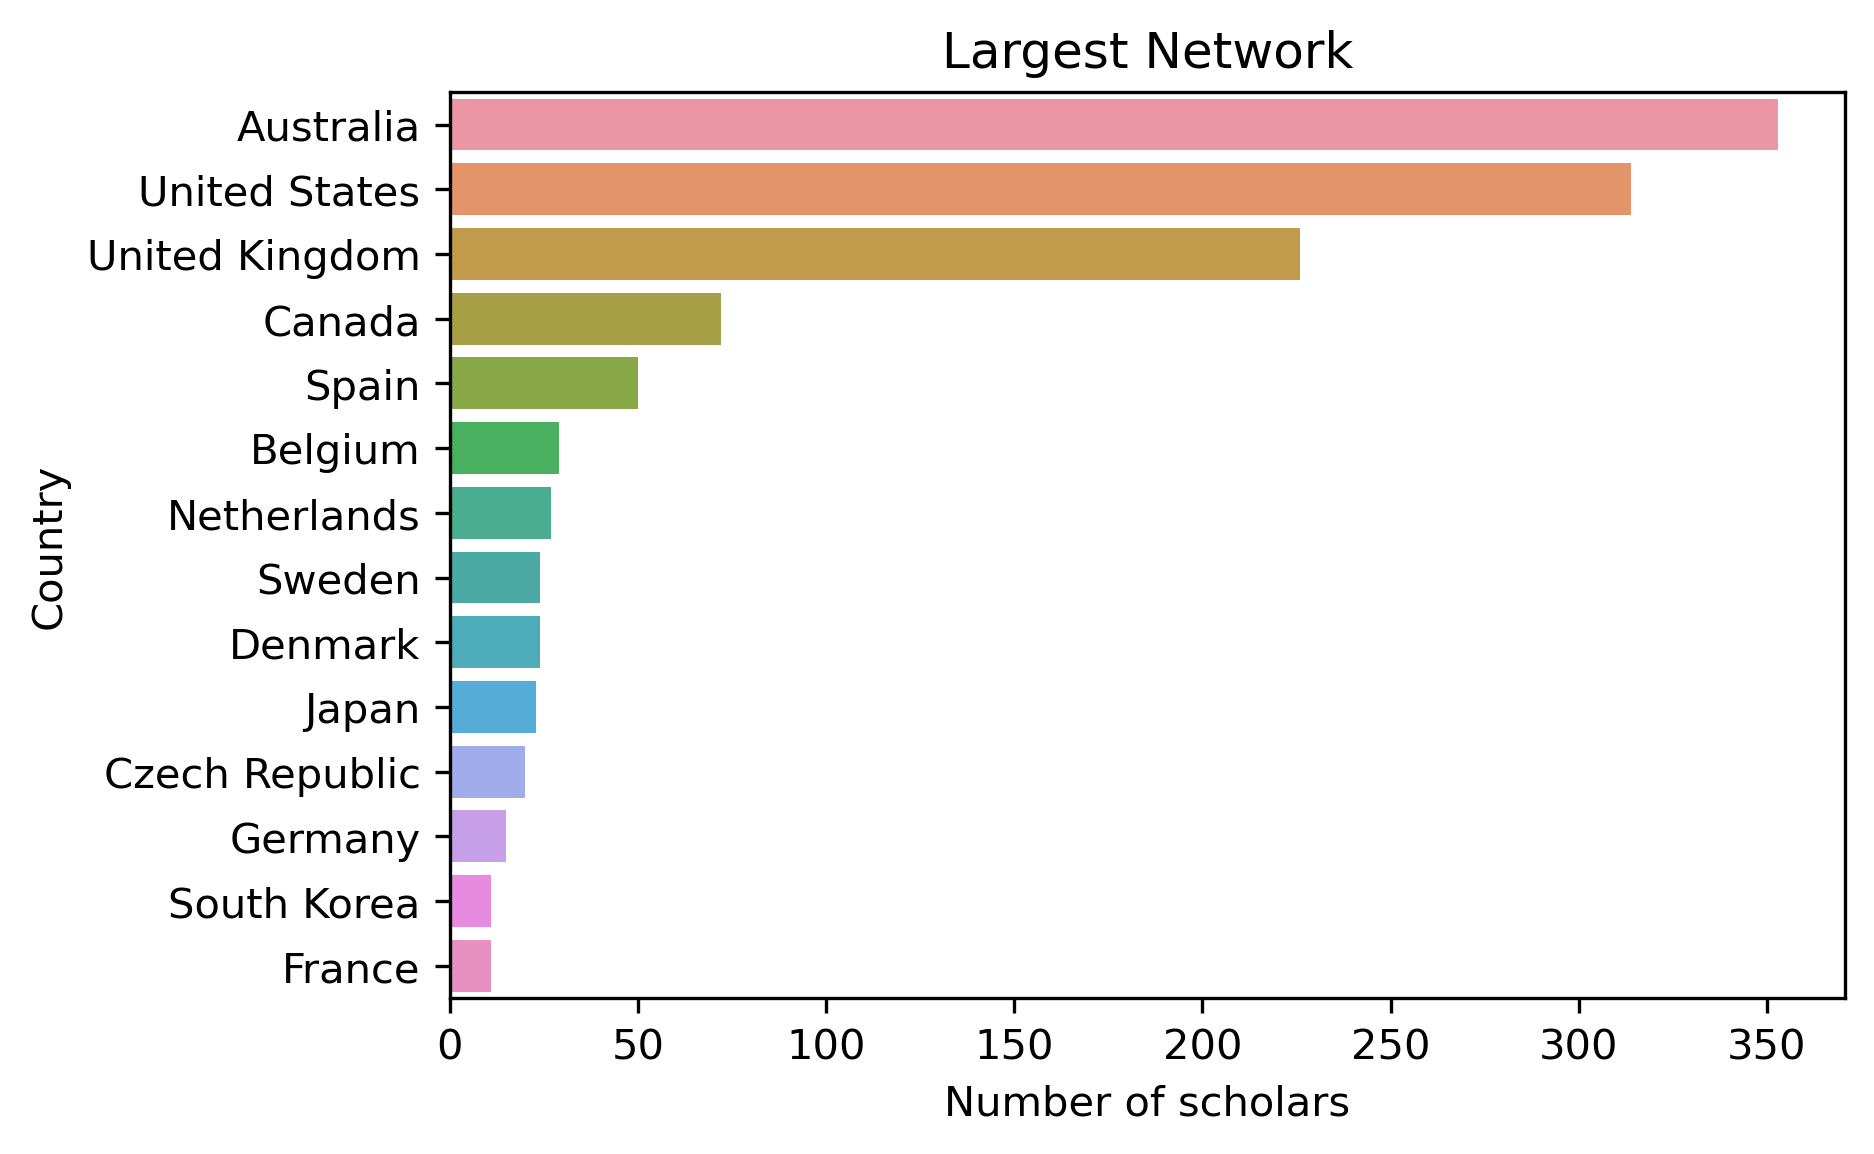 Largest Network
Country
Australia
United States
United Kingdom
Canada
Spain
Belgium
Netherlands
Sweden
Denmark
Japan
Czech Republic
Germany
South Korea
France
0 50 100 150 200 250 300 350
Number of scholars